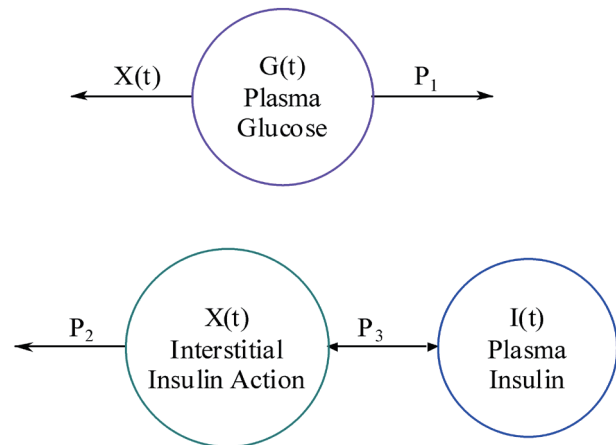 X(t)
G(t)
Plasma
Glucose
P₁
P₂
X(t)
Interstitial
Insulin Action
P₃
I(t)
Plasma
Insulin